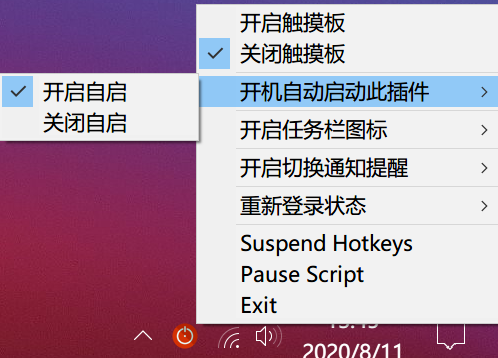 开启触摸板
关闭触摸板
开机自动启动此插件
开启自启
关闭自启
开启任务栏图标
开启切换通知提醒
重新登录状态
Suspend Hotkeys
Pause Script
Exit
2020/8/11